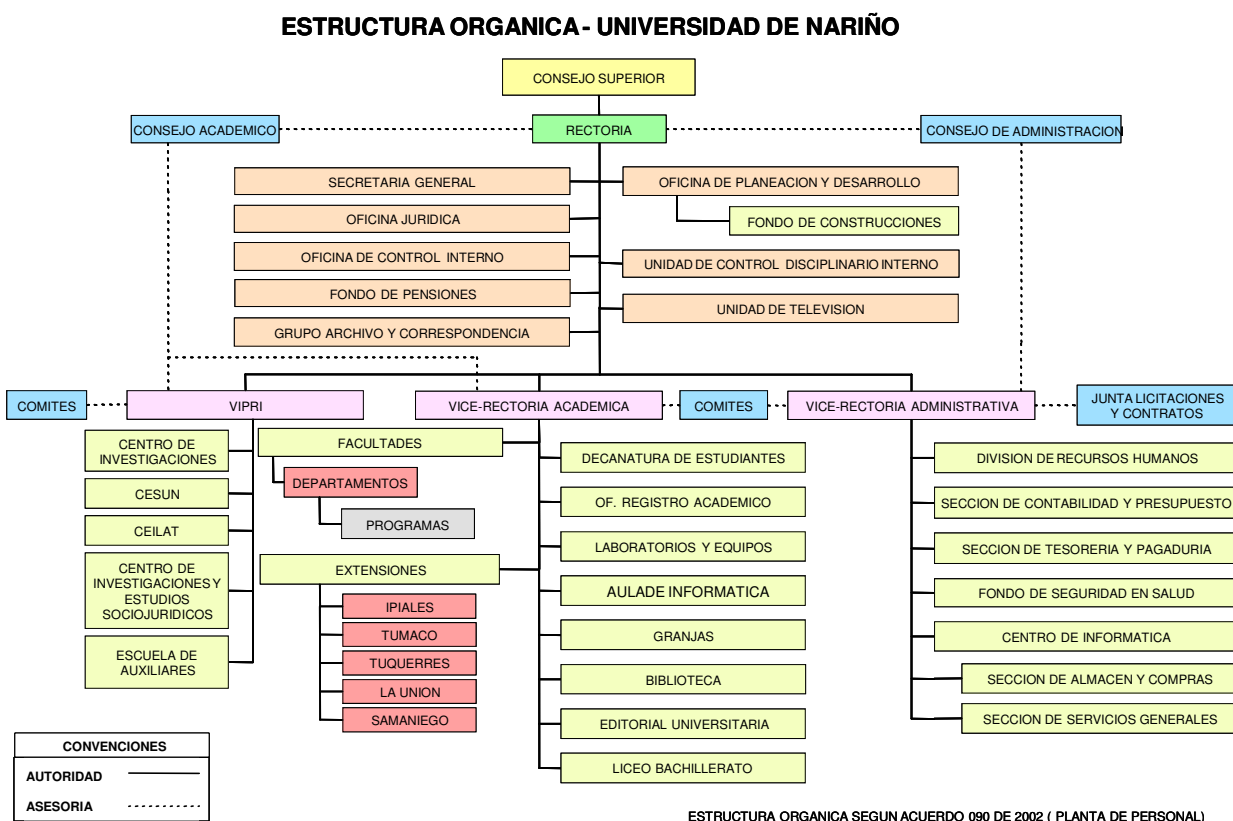 ESTRUCTURA ORGANICA - UNIVERSIDAD DE NARIÑO
CONSEJO SUPERIOR
CONSEJO ACADEMICO
RECTORIA
CONSEJO DE ADMINISTRACION
SECRETARIA GENERAL
OFICINA DE PLANEACION Y DESARROLLO
OFICINA JURIDICA
FONDO DE CONSTRUCCIONES
OFICINA DE CONTROL INTERNO
UNIDAD DE CONTROL DISCIPLINARIO INTERNO
FONDO DE PENSIONES
UNIDAD DE TELEVISION
GRUPO ARCHIVO Y CORRESPONDENCIA
COMITES
VIPRI
VICE-RECTORIA ACADEMICA
COMITES
VICE-RECTORIA ADMINISTRATIVA
JUNTA LICITACIONES
Y CONTRATOS
CENTRO DE
INVESTIGACIONES
CESUN
CEILAT
CENTRO DE
INVESTIGACIONES Y
ESTUDIOS
SOCIOJURIDICOS
ESCUELA DE
AUXILIARES
FACULTADES
DEPARTAMENTOS
PROGRAMAS
EXTENSIONES
IPIALES
TUMACO
TUQUERRES
LA UNION
SAMANIEGO
DECANATURA DE ESTUDIANTES
OF. REGISTRO ACADEMICO
LABORATORIOS Y EQUIPOS
AULA DE INFORMATICA
GRANJAS
BIBLIOTECA
EDITORIAL UNIVERSITARIA
LICEO BACHILLERATO
DIVISION DE RECURSOS HUMANOS
SECCION DE CONTABILIDAD Y PRESUPUESTO
SECCION DE TESORERIA Y PAGADURIA
FONDO DE SEGURIDAD EN SALUD
CENTRO DE INFORMATICA
SECCION DE ALMACEN Y COMPRAS
SECCION DE SERVICIOS GENERALES
CONVENCIONES
AUTORIDAD
ASESORIA
ESTRUCTURA ORGANICA SEGUN ACUERDO 090 DE 2002 ( PLANTA DE PERSONAL)